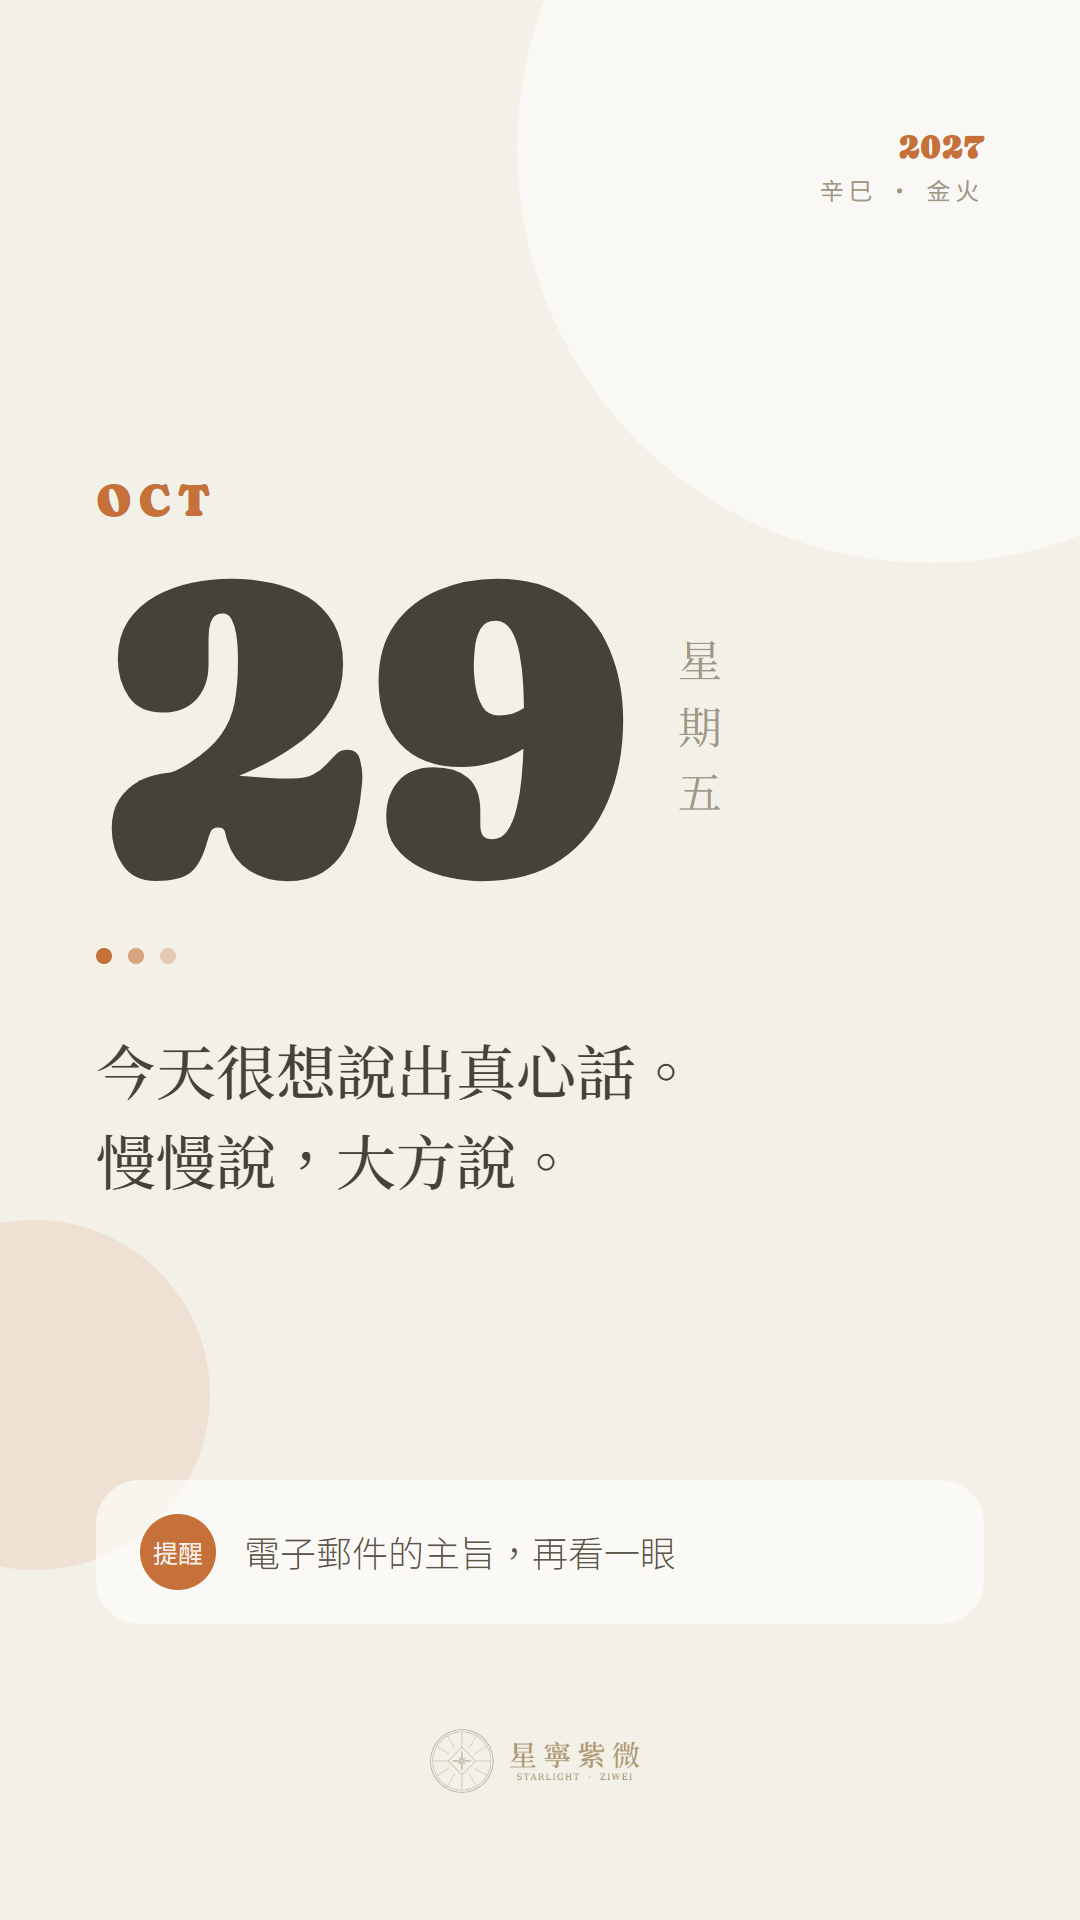 2027
辛巳 · 金火
OCT
29
星期五
今天很想說出真心話。
慢慢說，大方說。
提醒
電子郵件的主旨，再看一眼
星寧紫微
STARLIGHT · ZIWEI